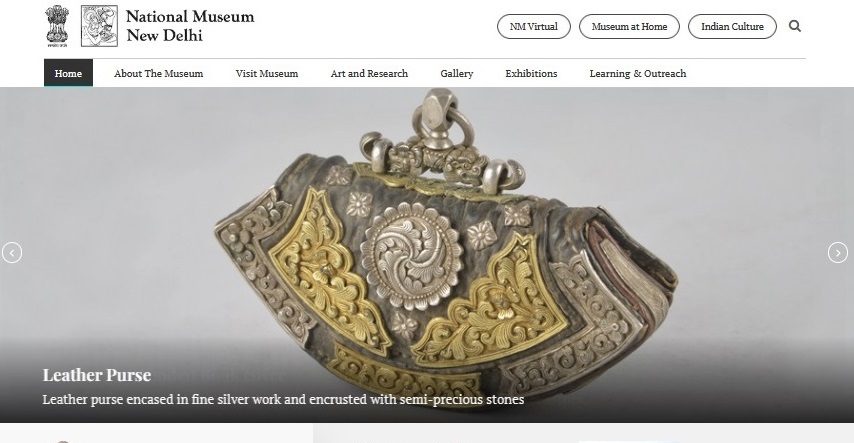 National Museum
New Delhi
NM Virtual
Museum at Home
Indian Culture
Home
About The Museum
Visit Museum
Art and Research
Gallery
Exhibitions
Learning & Outreach
Leather Purse
Leather purse encased in fine silver work and encrusted with semi-precious stones